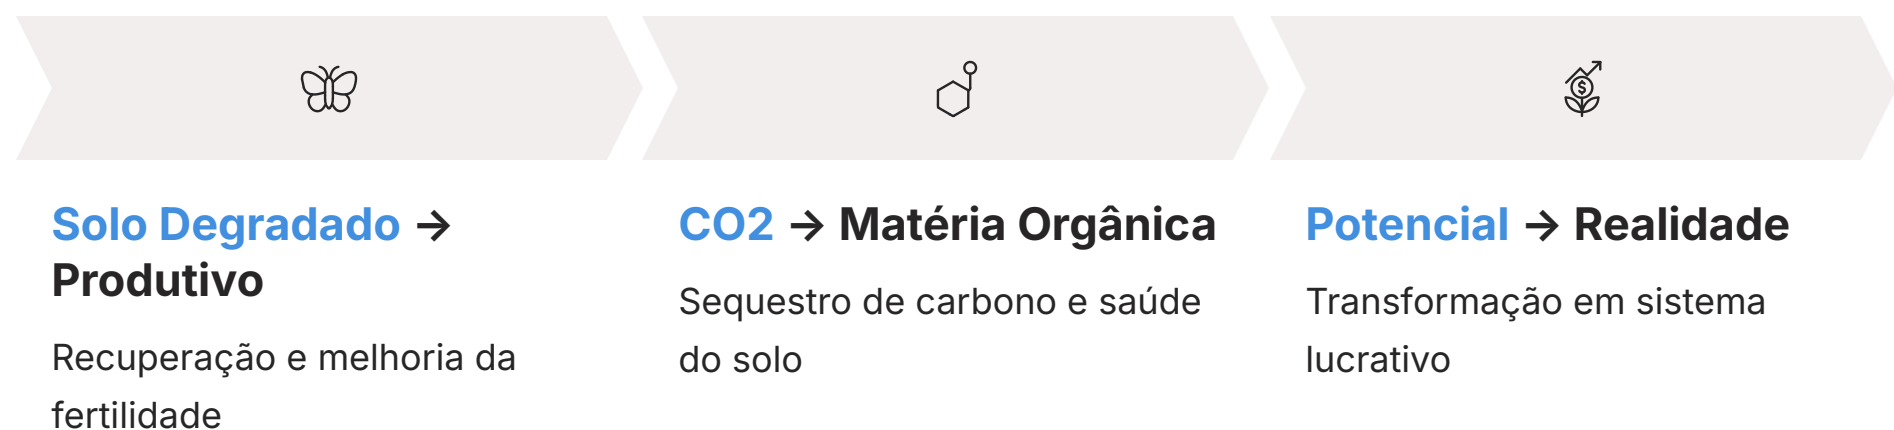 Solo Degradado →
Produtivo
Recuperação e melhoria da
fertilidade
CO2 → Matéria Orgânica
Sequestro de carbono e saúde
do solo
Potencial → Realidade
Transformação em sistema
lucrativo